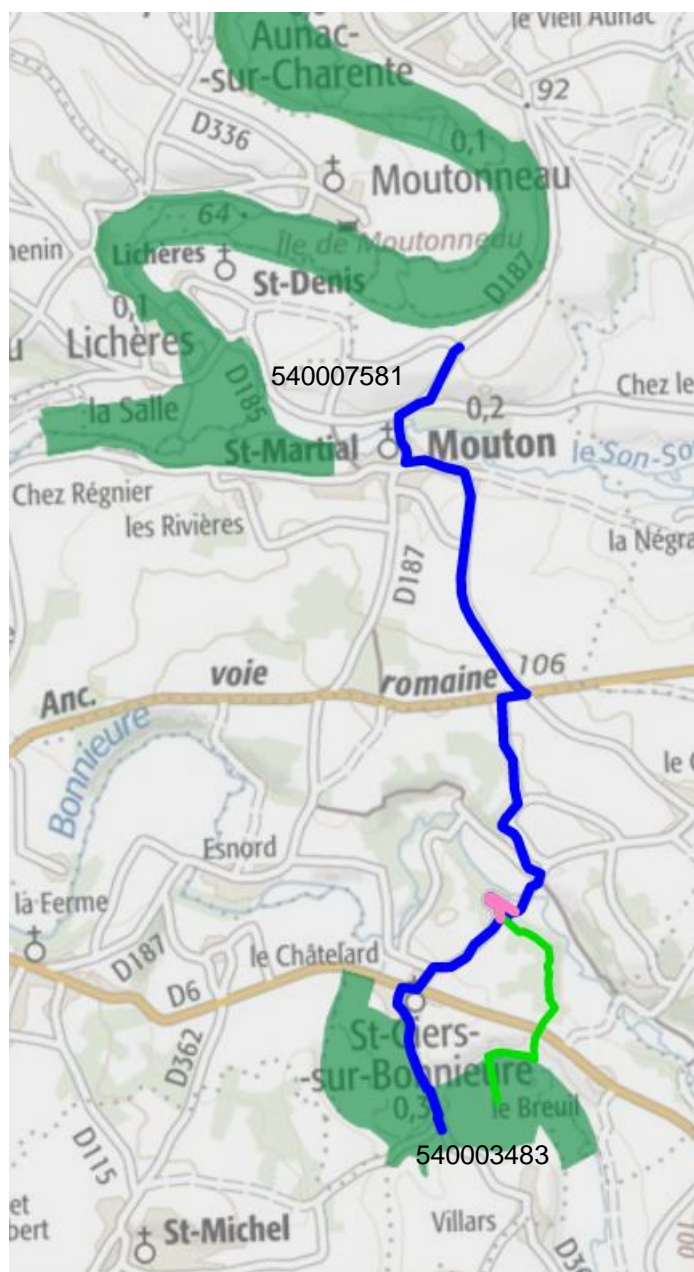 le Vieil Aunac
Aunac-
-sur-Charente
92
D336
0,1
Moutonneau
64
Île de Moutonneau
Lichères
St-Denis
D187
0,1
Lichères
540007581
Chez le
la Salle
D185
0,2
St-Martial
Mouton
le Son-So
Chez Régnier
les Rivières
la Négra
D187
Anc.
voie
romaine
106
Bonnieure
Esnord
la Ferme
le Châtelard
D187
D6
D362
St-Ciers-
-sur-Bonnieure
0,3
le Breuil
D115
540003483
St-Michel
Villars
100